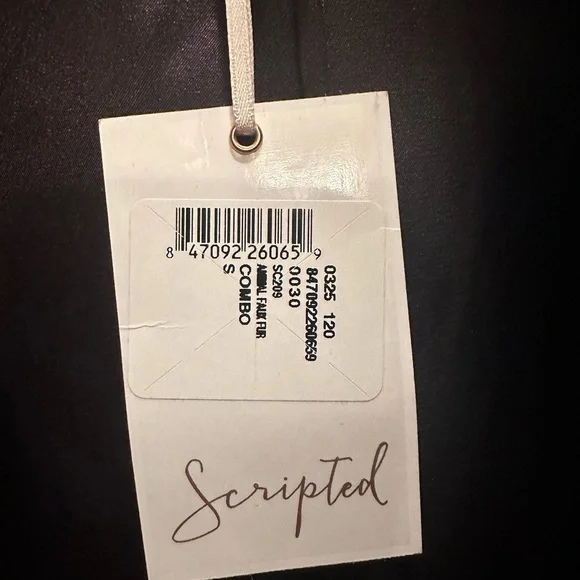 8 47092 26065 9
0325 120
847092260659
0030
SC209
ANIMAL FAUX FUR
COMBO
S
Scripted